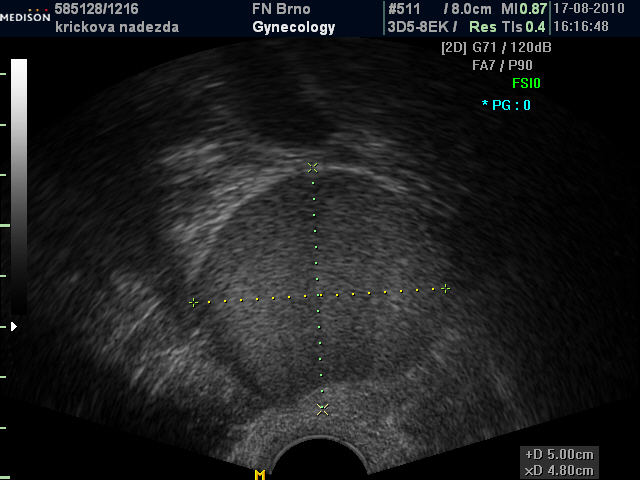 MEDISON
585128/1216 FN Brno #511 / 8.0cm MI 0.87 17-08-2010
krickova nadezda Gynecology 3D5-8EK / Res TIs 0.4 16:16:48
[2D] G71 / 120dB
FA7 / P90
FSI0
* PG : 0
M
+D 5.00cm
xD 4.80cm